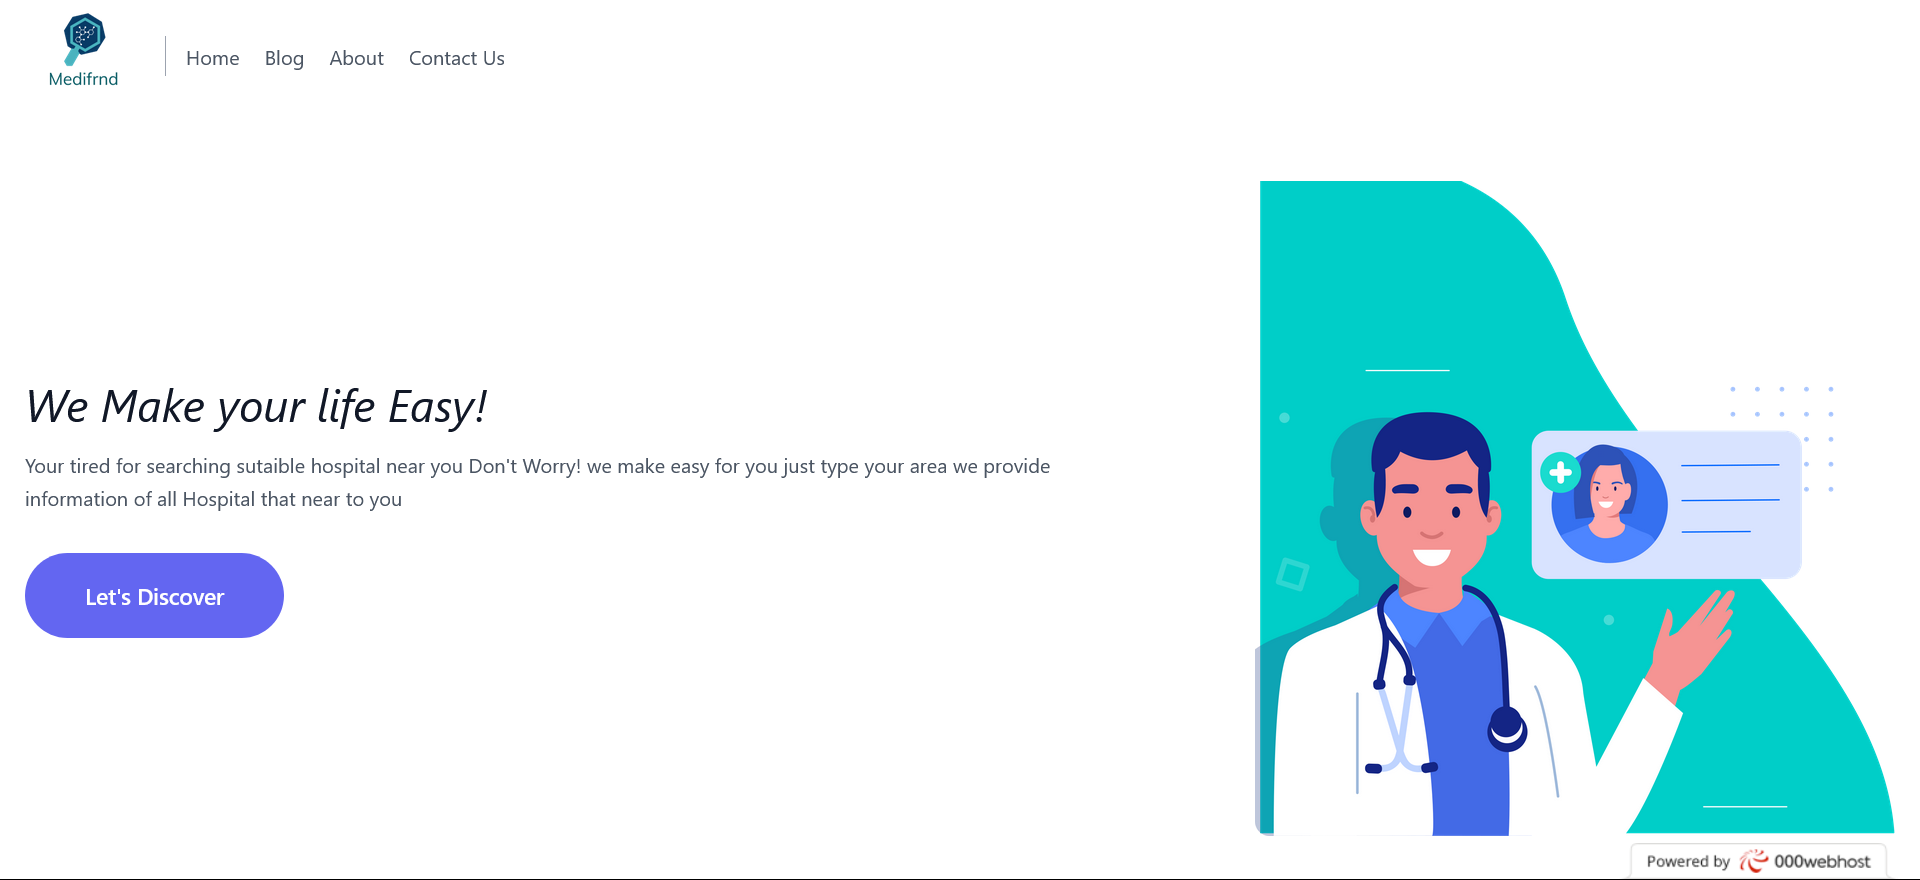 Medifrnd
Home Blog About Contact Us
We Make your life Easy!
Your tired for searching sutaible hospital near you Don't Worry! we make easy for you just type your area we provide
information of all Hospital that near to you
Let's Discover
Powered by 000webhost